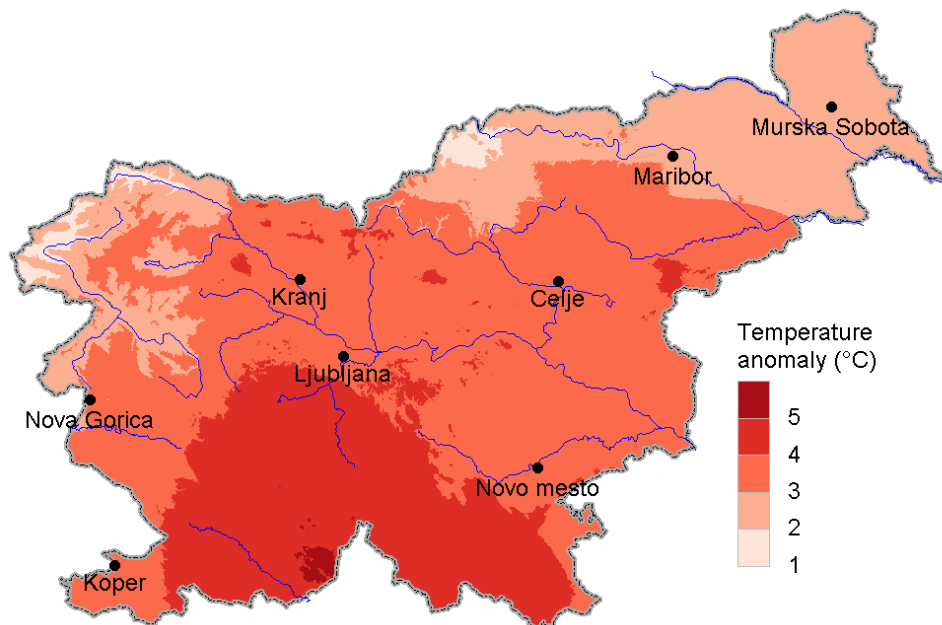 Murska Sobota
Maribor
Kranj
Celje
Ljubljana
Nova Gorica
Novo mesto
Koper
Temperature
anomaly (°C)
5
4
3
2
1